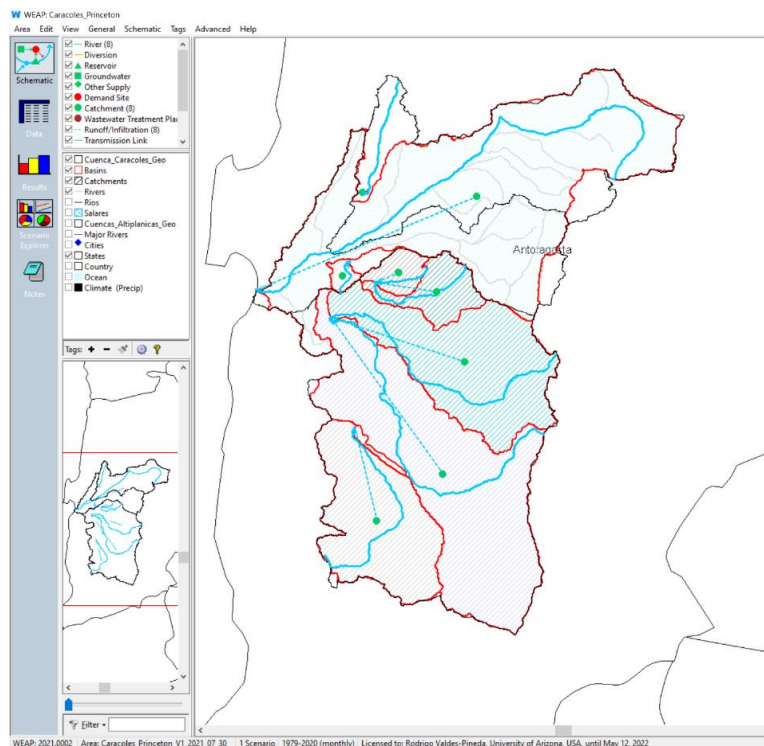 W WEAP: Caracoles_Princeton
Area Edit View General Schematic Tags Advanced Help
Schematic
Data
Results
Scenario
Explorer
Notes
River (8)
Diversion
Reservoir
Groundwater
Other Supply
Demand Site
Catchment (8)
Wastewater Treatment Plan
Runoff/Infiltration (8)
Transmission Link
Cuenca_Caracoles_Geo
Basins
Catchments
Rivers
Rios
Salares
Cuencas_Altiplanicas_Geo
Major Rivers
Cities
States
Country
Ocean
Climate (Precip)
Tags: + - ?
Filter
Antofagasta
WEAP: 2021.0002 Area: Caracoles_Princeton_V1_2021_07_30 1 Scenario 1979-2020 (monthly) Licensed to: Rodrigo Valdes-Pineda, University of Arizona, USA, until May 12, 2022